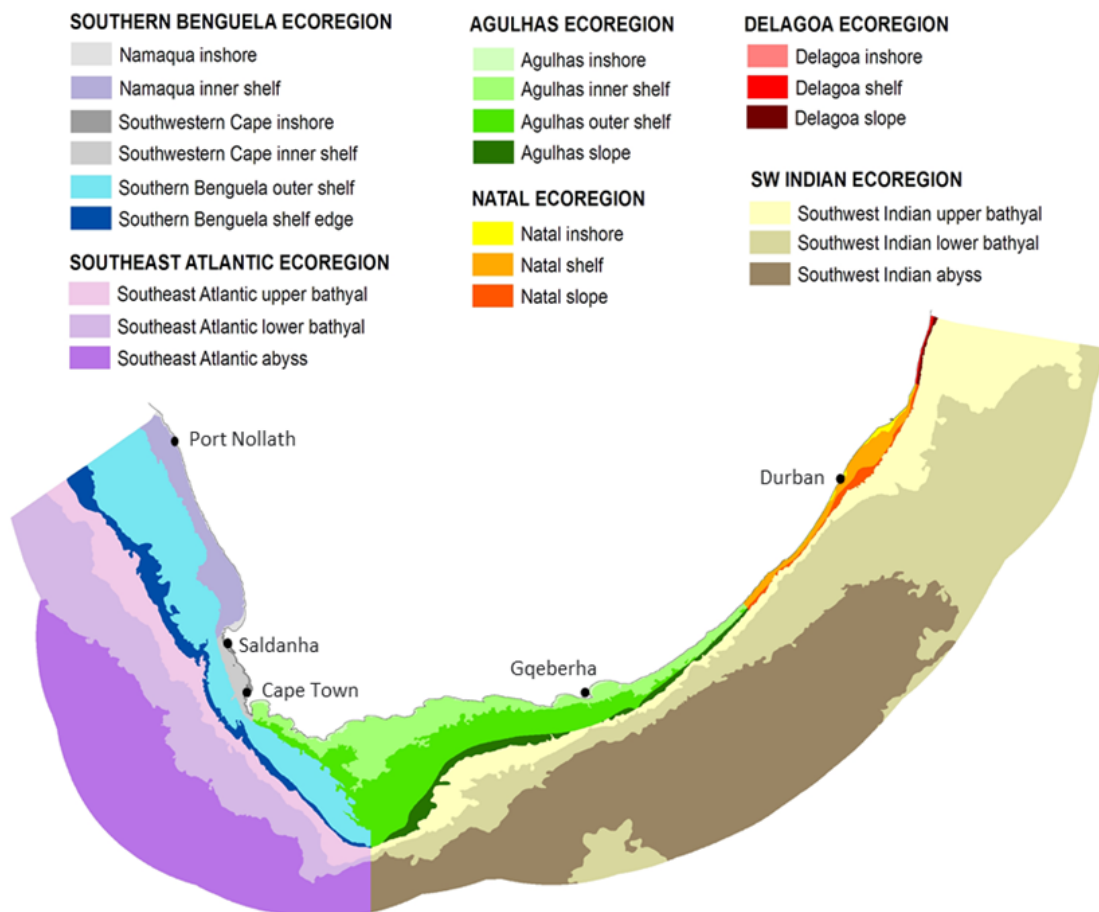 SOUTHERN BENGUELA ECOREGION
Namaqua inshore
Namaqua inner shelf
Southwestern Cape inshore
Southwestern Cape inner shelf
Southern Benguela outer shelf
Southern Benguela shelf edge
SOUTHEAST ATLANTIC ECOREGION
Southeast Atlantic upper bathyal
Southeast Atlantic lower bathyal
Southeast Atlantic abyss
AGULHAS ECOREGION
Agulhas inshore
Agulhas inner shelf
Agulhas outer shelf
Agulhas slope
NATAL ECOREGION
Natal inshore
Natal shelf
Natal slope
DELAGOA ECOREGION
Delagoa inshore
Delagoa shelf
Delagoa slope
SW INDIAN ECOREGION
Southwest Indian upper bathyal
Southwest Indian lower bathyal
Southwest Indian abyss
Port Nollath
Durban
Saldanha
Gqeberha
Cape Town